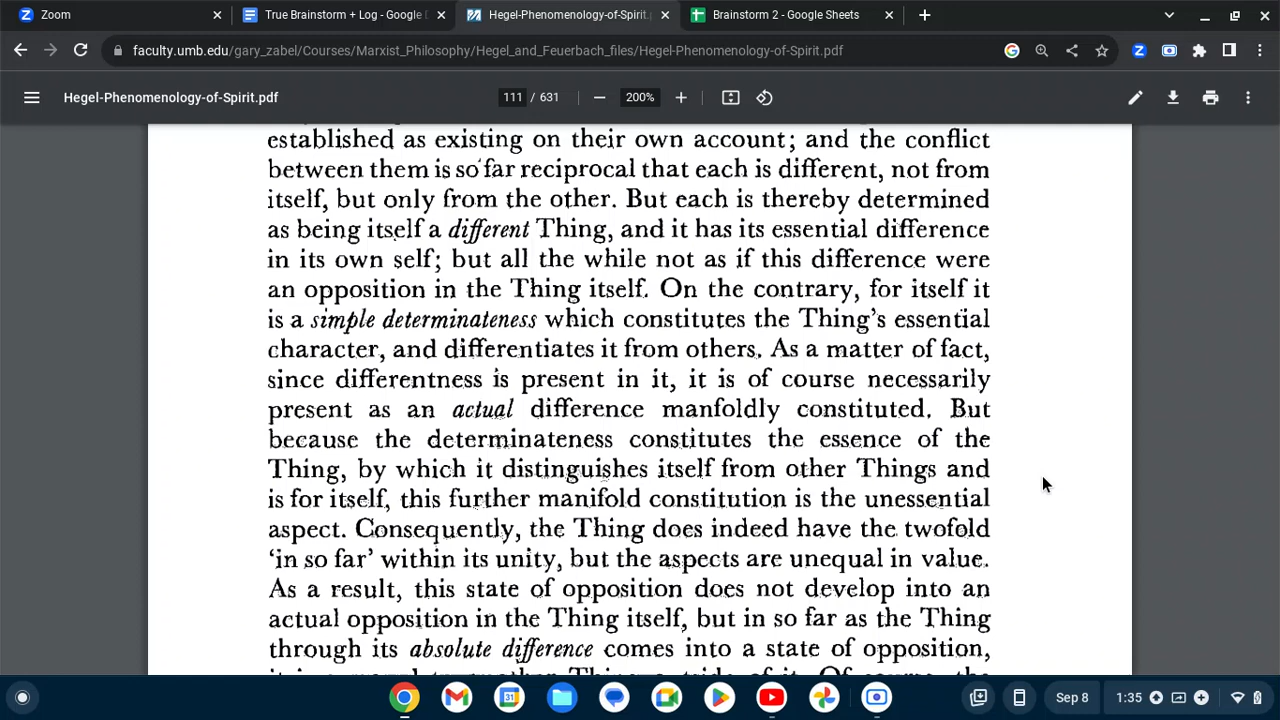 Zoom
True Brainstorm + Log - Google D
Hegel-Phenomenology-of-Spirit.p
Brainstorm 2 - Google Sheets
faculty.umb.edu/gary_zabel/Courses/Marxist_Philosophy/Hegel_and_Feuerbach_files/Hegel-Phenomenology-of-Spirit.pdf
Hegel-Phenomenology-of-Spirit.pdf
111 / 631
200%
established as existing on their own account; and the conflict
between them is so far reciprocal that each is different, not from
itself, but only from the other. But each is thereby determined
as being itself a different Thing, and it has its essential difference
in its own self; but all the while not as if this difference were
an opposition in the Thing itself. On the contrary, for itself it
is a simple determinateness which constitutes the Thing's essential
character, and differentiates it from others. As a matter of fact,
since differentness is present in it, it is of course necessarily
present as an actual difference manfoldly constituted. But
because the determinateness constitutes the essence of the
Thing, by which it distinguishes itself from other Things and
is for itself, this further manifold constitution is the unessential
aspect. Consequently, the Thing does indeed have the twofold
'in so far' within its unity, but the aspects are unequal in value.
As a result, this state of opposition does not develop into an
actual opposition in the Thing itself, but in so far as the Thing
through its absolute difference comes into a state of opposition,
Sep 8
1:35